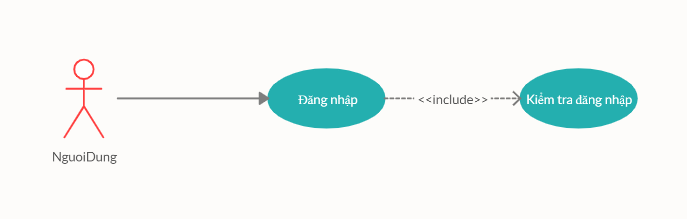 Đăng nhập
<<include>>
Kiểm tra đăng nhập
NguoiDung